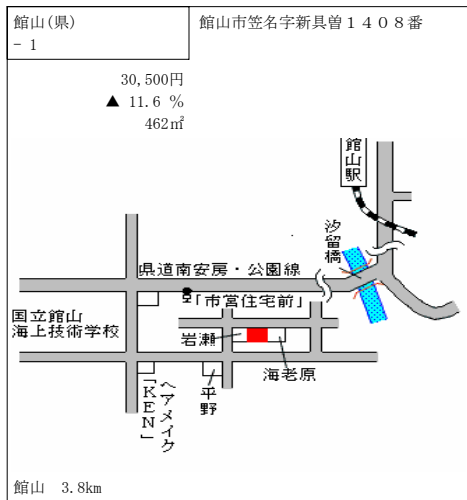 館山(県)
- 1
館山市笠名字新具曽１４０８番
30,500円
▲ 11.6 %
462㎡
館山駅
汐留橋
県道南安房・公園線
「市営住宅前」
国立館山
海上技術学校
岩瀬
海老原
平野
ヘアメイク
「KEN」
館山 3.8km